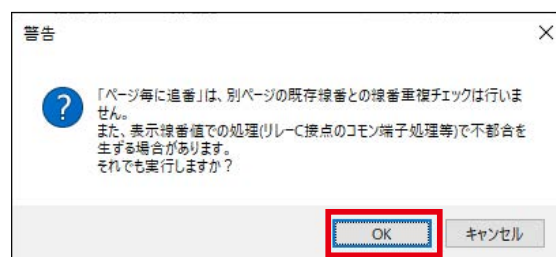 警告
「ページ毎に追番」は、別ページの既存線番との線番重複チェックは行いま
せん。
また、表示線番値での処理(リレーC接点のコモン端子処理等)で不都合を
生ずる場合があります。
それでも実行しますか？
OK
キャンセル